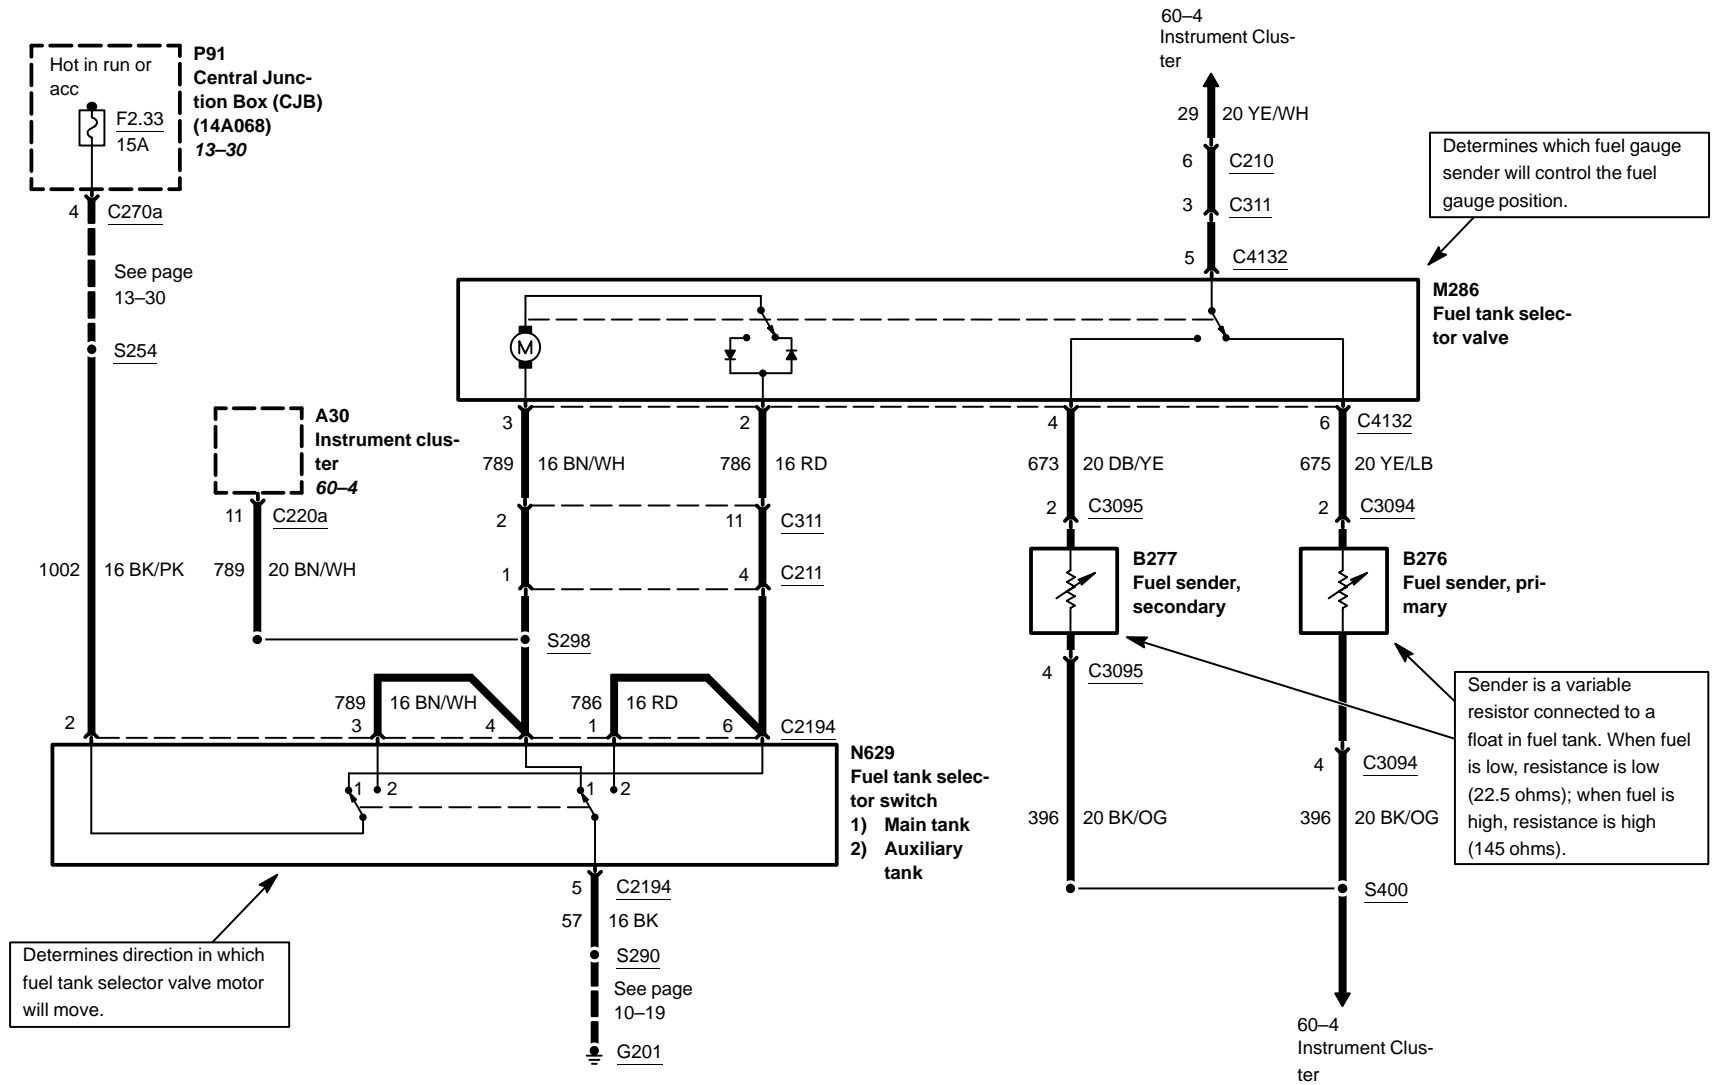 60–4
Instrument Clus-
ter
Hot in run or
acc
F2.33
15A
P91
Central Junc-
tion Box (CJB)
(14A068)
13–30
29 20 YE/WH
6 C210
3 C311
5 C4132
Determines which fuel gauge
sender will control the fuel
gauge position.
4 C270a
See page
13–30
S254
M286
Fuel tank selec-
tor valve
M
A30
Instrument clus-
ter
60–4
3 2 4 6 C4132
789 16 BN/WH 786 16 RD 673 20 DB/YE 675 20 YE/LB
11 C220a
2 11 C311
2 C3095 2 C3094
1002 16 BK/PK 789 20 BN/WH
1 4 C211
B277
Fuel sender,
secondary
B276
Fuel sender, pri-
mary
S298
4 C3095
789 16 BN/WH 786 16 RD
2 3 4 1 6 C2194
Sender is a variable
resistor connected to a
float in fuel tank. When fuel
is low, resistance is low
(22.5 ohms); when fuel is
high, resistance is high
(145 ohms).
N629
Fuel tank selec-
tor switch
1) Main tank
2) Auxiliary
tank
1 2 1 2
4 C3094
396 20 BK/OG 396 20 BK/OG
5 C2194
57 16 BK
S400
Determines direction in which
fuel tank selector valve motor
will move.
S290
See page
10–19
G201
60–4
Instrument Clus-
ter